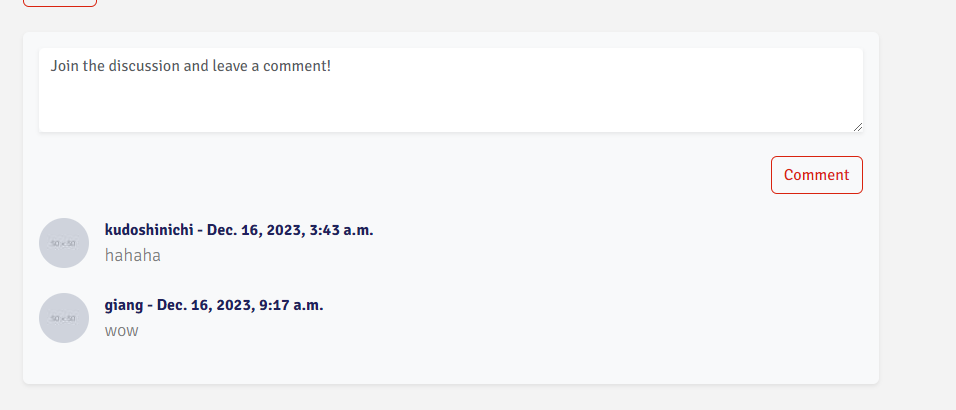 Join the discussion and leave a comment!
Comment
50 x 50
kudoshinichi - Dec. 16, 2023, 3:43 a.m.
hahaha
50 x 50
giang - Dec. 16, 2023, 9:17 a.m.
wow